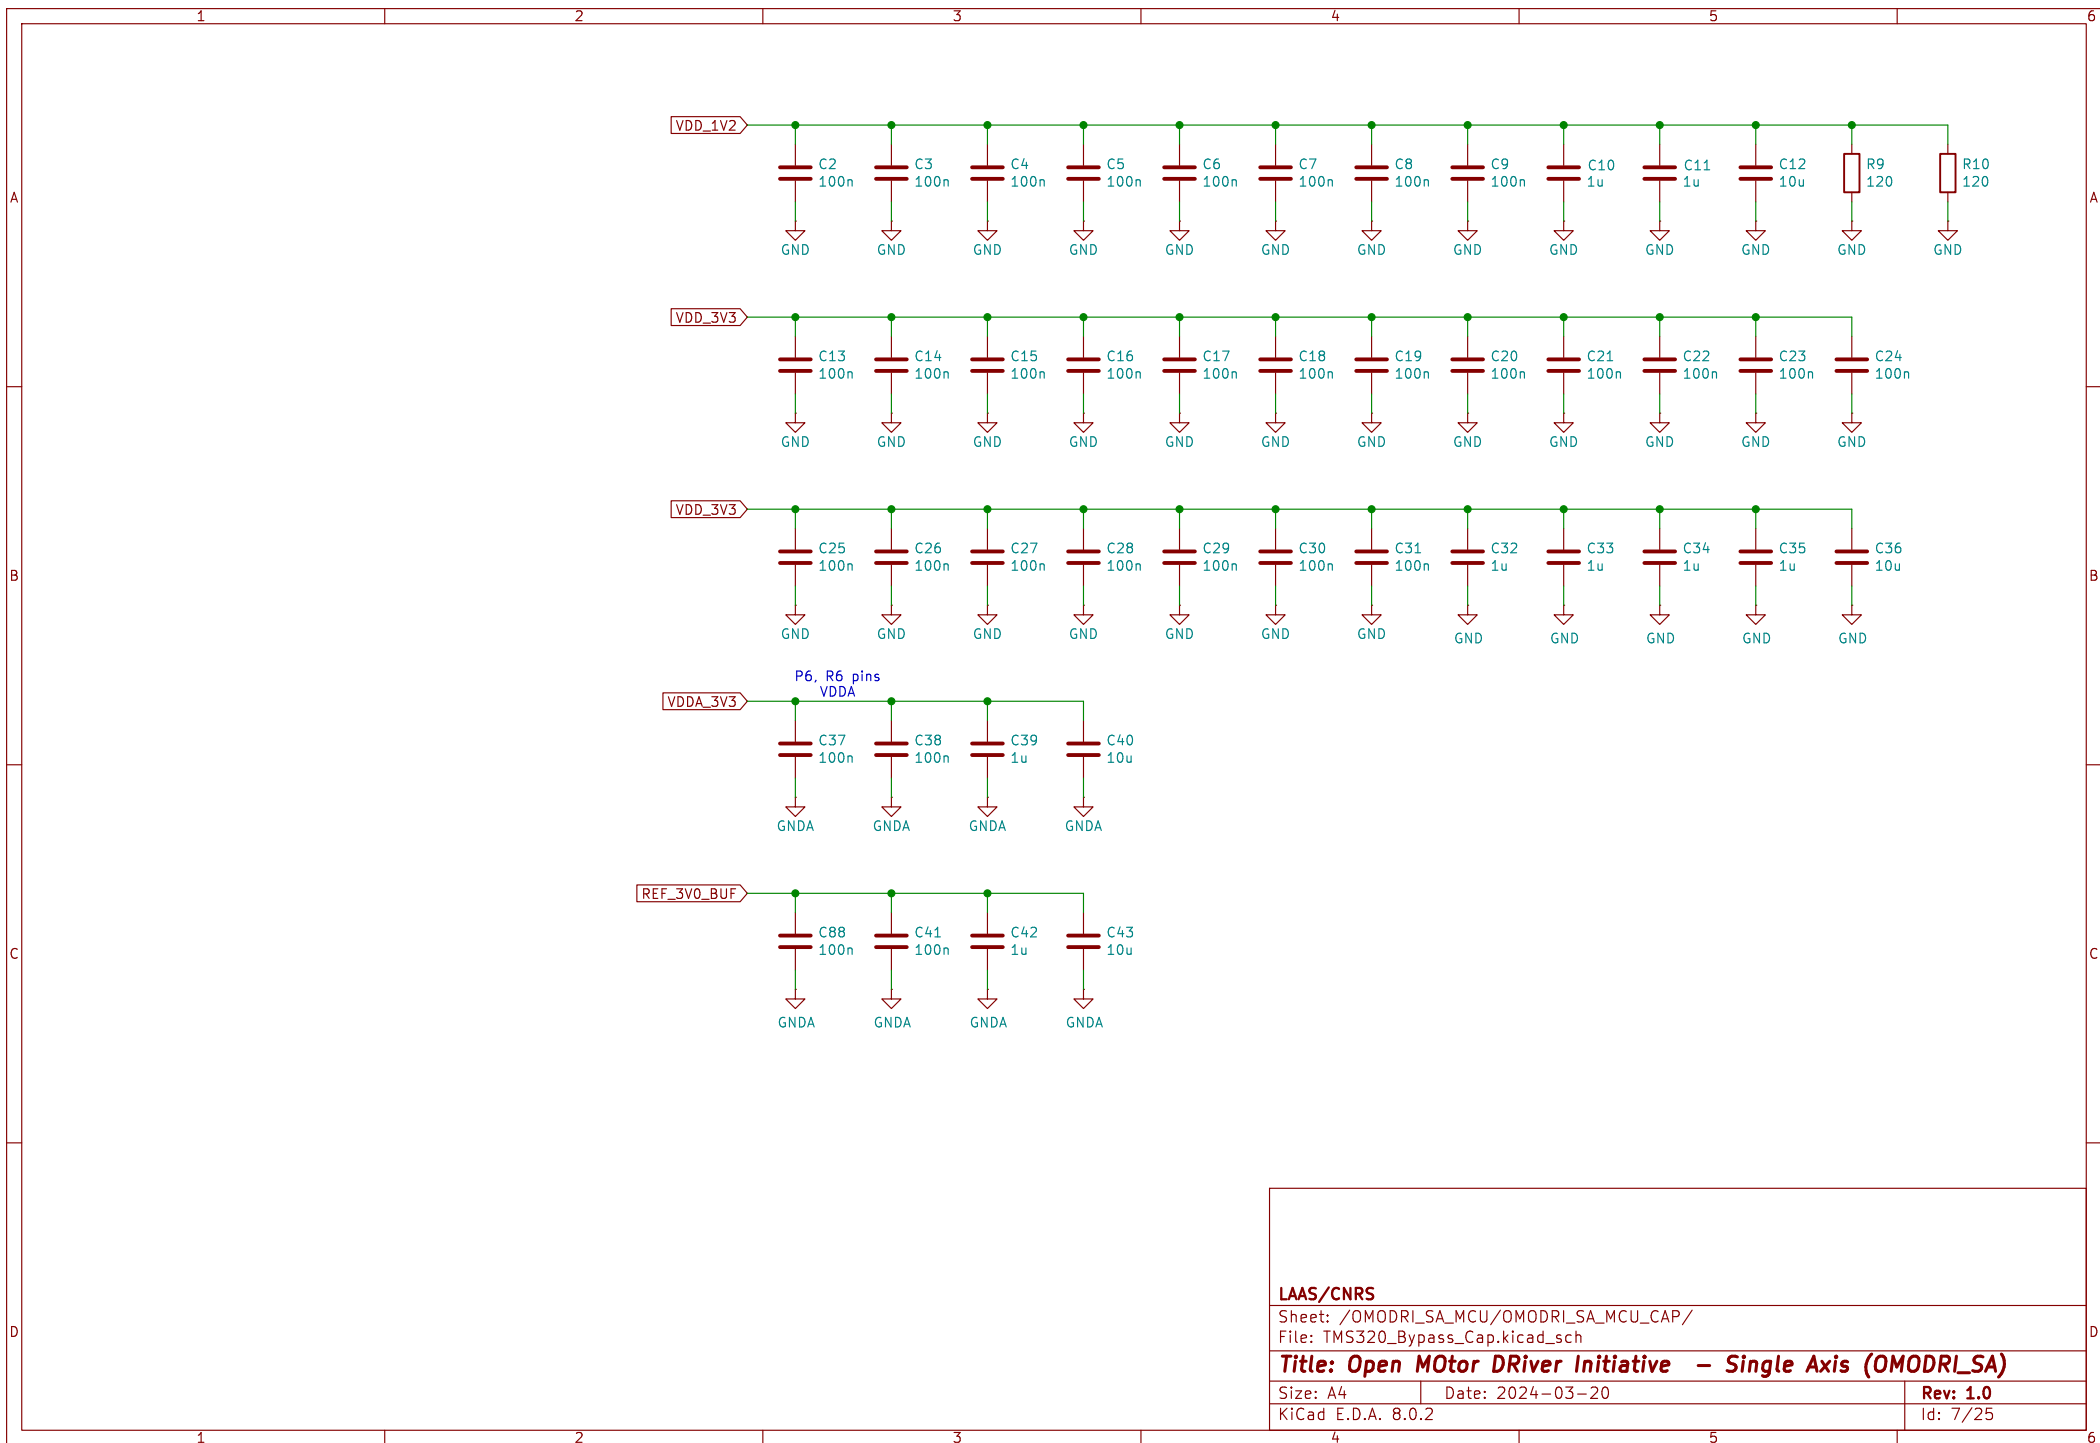 1 2 3 4 5 6
VDD_1V2
C2 C3 C4 C5 C6 C7 C8 C9 C10 C11 C12 R9 R10
100n 100n 100n 100n 100n 100n 100n 100n 1u 1u 10u 120 120
A A
GND GND GND GND GND GND GND GND GND GND GND GND GND
VDD_3V3
C13 C14 C15 C16 C17 C18 C19 C20 C21 C22 C23 C24
100n 100n 100n 100n 100n 100n 100n 100n 100n 100n 100n 100n
GND GND GND GND GND GND GND GND GND GND GND GND
VDD_3V3
C25 C26 C27 C28 C29 C30 C31 C32 C33 C34 C35 C36
100n 100n 100n 100n 100n 100n 100n 1u 1u 1u 1u 10u
B B
GND GND GND GND GND GND GND GND GND GND GND GND
P6, R6 pins
VDDA
VDDA_3V3
C37 C38 C39 C40
100n 100n 1u 10u
GNDA GNDA GNDA GNDA
REF_3V0_BUF
C88 C41 C42 C43
100n 100n 1u 10u
C C
GNDA GNDA GNDA GNDA
LAAS/CNRS
Sheet: /OMODRI_SA_MCU/OMODRI_SA_MCU_CAP/
File: TMS320_Bypass_Cap.kicad_sch
D D
Title: Open MOtor DRiver Initiative – Single Axis (OMODRI_SA)
Size: A4 Date: 2024-03-20 Rev: 1.0
KiCad E.D.A. 8.0.2 Id: 7/25
1 2 3 4 5 6